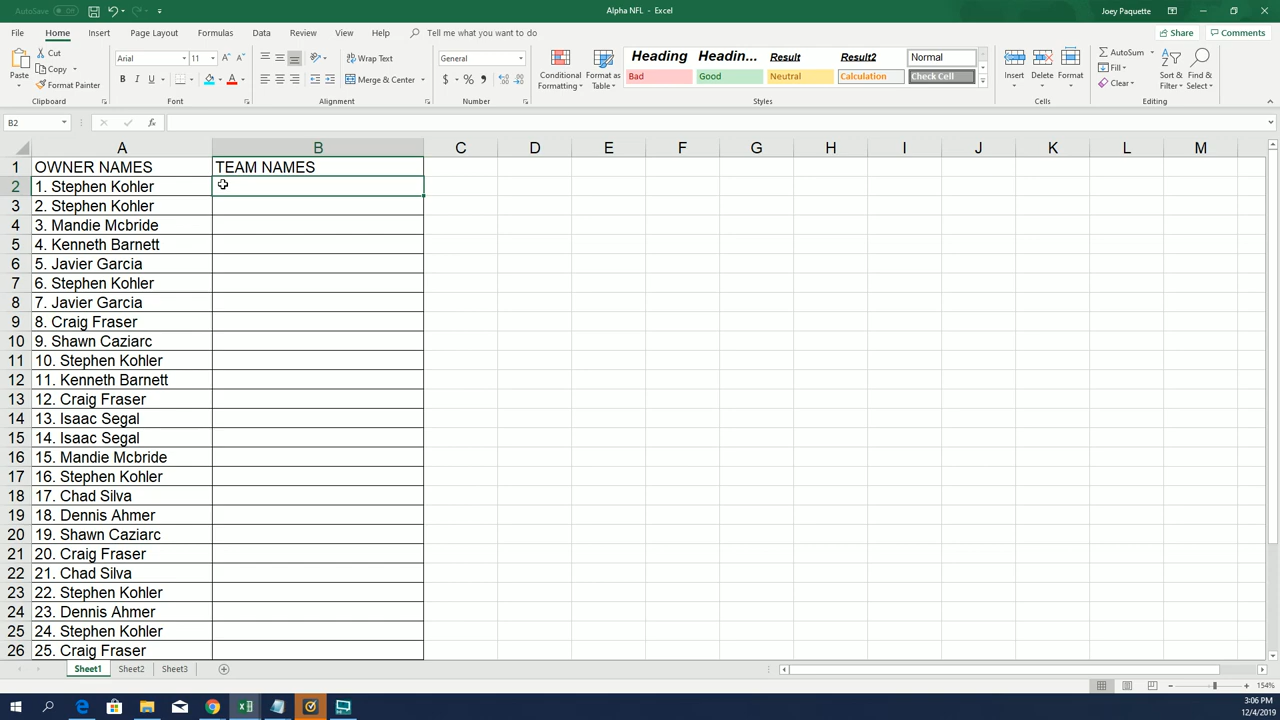 AutoSave Off
Alpha NFL - Excel
Joey Paquette
File Home Insert Page Layout Formulas Data Review View Help Tell me what you want to do
Share Comments
Paste
Cut
Copy
Format Painter
Clipboard
Arial 11
B I U
Font
Wrap Text
Merge & Center
Alignment
General
$ % ,
Number
Conditional Formatting
Format as Table
Heading Headin... Result Result2 Normal
Bad Good Neutral Calculation Check Cell
Styles
Insert Delete Format
Cells
AutoSum
Fill
Clear
Sort & Filter
Find & Select
Editing
B2 fx
A B C D E F G H I J K L M
1 OWNER NAMES TEAM NAMES
2 1. Stephen Kohler
3 2. Stephen Kohler
4 3. Mandie Mcbride
5 4. Kenneth Barnett
6 5. Javier Garcia
7 6. Stephen Kohler
8 7. Javier Garcia
9 8. Craig Fraser
10 9. Shawn Caziarc
11 10. Stephen Kohler
12 11. Kenneth Barnett
13 12. Craig Fraser
14 13. Isaac Segal
15 14. Isaac Segal
16 15. Mandie Mcbride
17 16. Stephen Kohler
18 17. Chad Silva
19 18. Dennis Ahmer
20 19. Shawn Caziarc
21 20. Craig Fraser
22 21. Chad Silva
23 22. Stephen Kohler
24 23. Dennis Ahmer
25 24. Stephen Kohler
26 25. Craig Fraser
Sheet1 Sheet2 Sheet3
154%
3:06 PM
12/4/2019